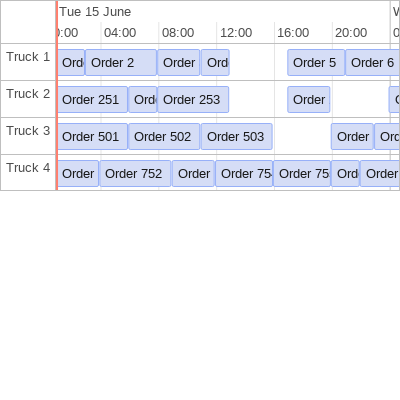 Tue 15 June W
0:00 04:00 08:00 12:00 16:00 20:00 0
Truck 1 Ord Order 2 Order Ord Order 5 Order 6
Truck 2 Order 251 Ord Order 253 Order
Truck 3 Order 501 Order 502 Order 503 Order Ord
Truck 4 Order Order 752 Order Order 75 Order 75 Ord Order